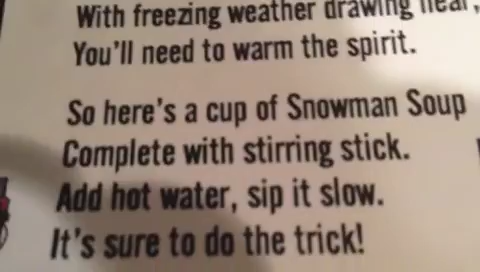 With freezing weather drawing near,
You'll need to warm the spirit.
So here's a cup of Snowman Soup
Complete with stirring stick.
Add hot water, sip it slow.
It's sure to do the trick!